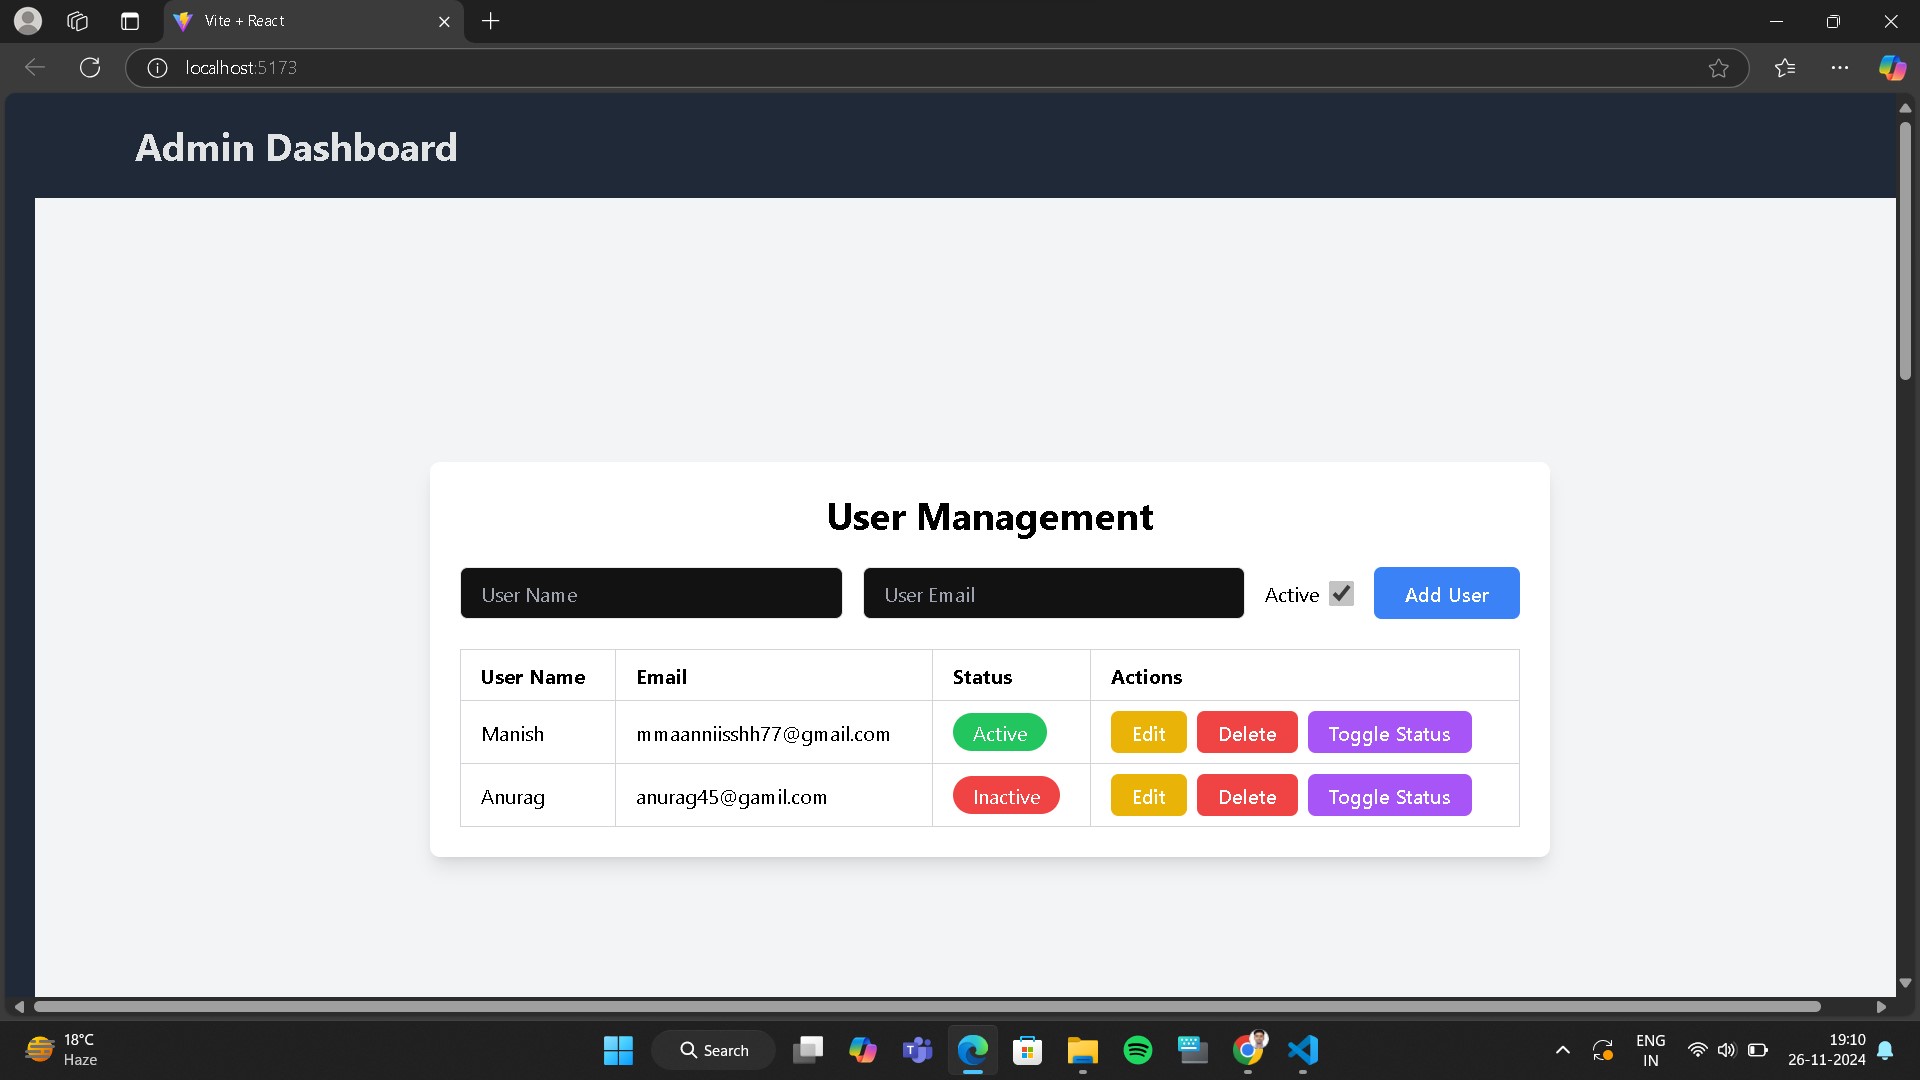 Vite + React
localhost:5173
Admin Dashboard
User Management
User Name
User Email
Active
Add User
User Name Email Status Actions
Manish mmaanniisshh77@gmail.com Active Edit Delete Toggle Status
Anurag anurag45@gamil.com Inactive Edit Delete Toggle Status
18°C
Haze
Search
ENG
IN
19:10
26-11-2024